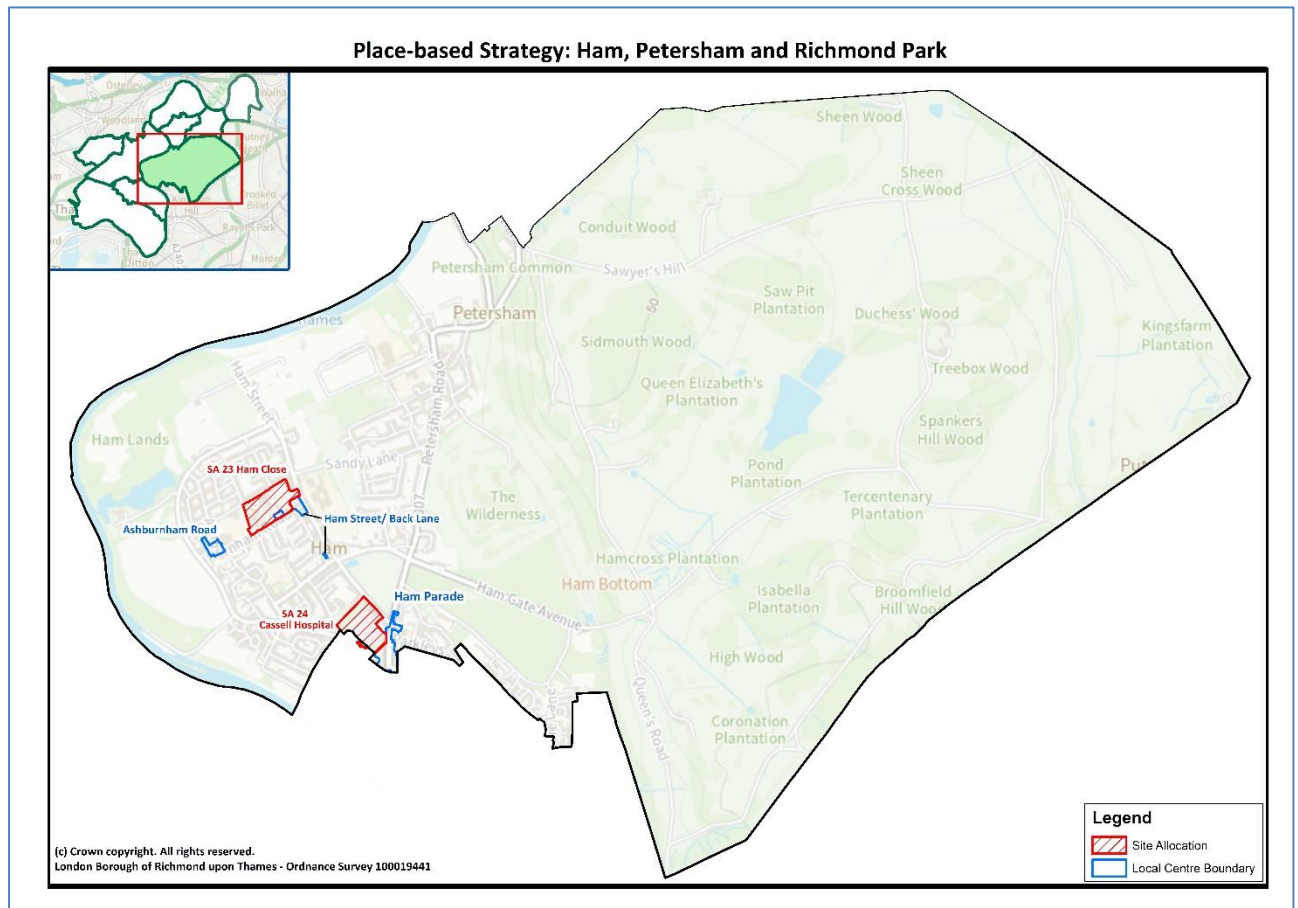 Place-based Strategy: Ham, Petersham and Richmond Park
Sheen Wood
Sheen
Cross Wood
Conduit Wood
Petersham Common
Sawyer's Hill
50
Saw Pit
Plantation
Duchess' Wood
Kingsfarm
Plantation
Petersham
Sidmouth Wood
Treebox Wood
Queen Elizabeth's
Plantation
Ham Street
Petersham Road
Spankers
Hill Wood
Ham Lands
Sandy Lane
SA 23 Ham Close
Pond
Plantation
The
Wilderness
Tercentenary
Plantation
Ham Street/ Back Lane
Ashburnham Road
Ham
Hamcross Plantation
Ham Bottom
Isabella
Plantation
Broomfield
Hill Wood
Ham Gate Avenue
Ham Parade
SA 24
Cassell Hospital
High Wood
Queen's Road
Coronation
Plantation
Legend
Site Allocation
Local Centre Boundary
(c) Crown copyright. All rights reserved.
London Borough of Richmond upon Thames - Ordnance Survey 100019441